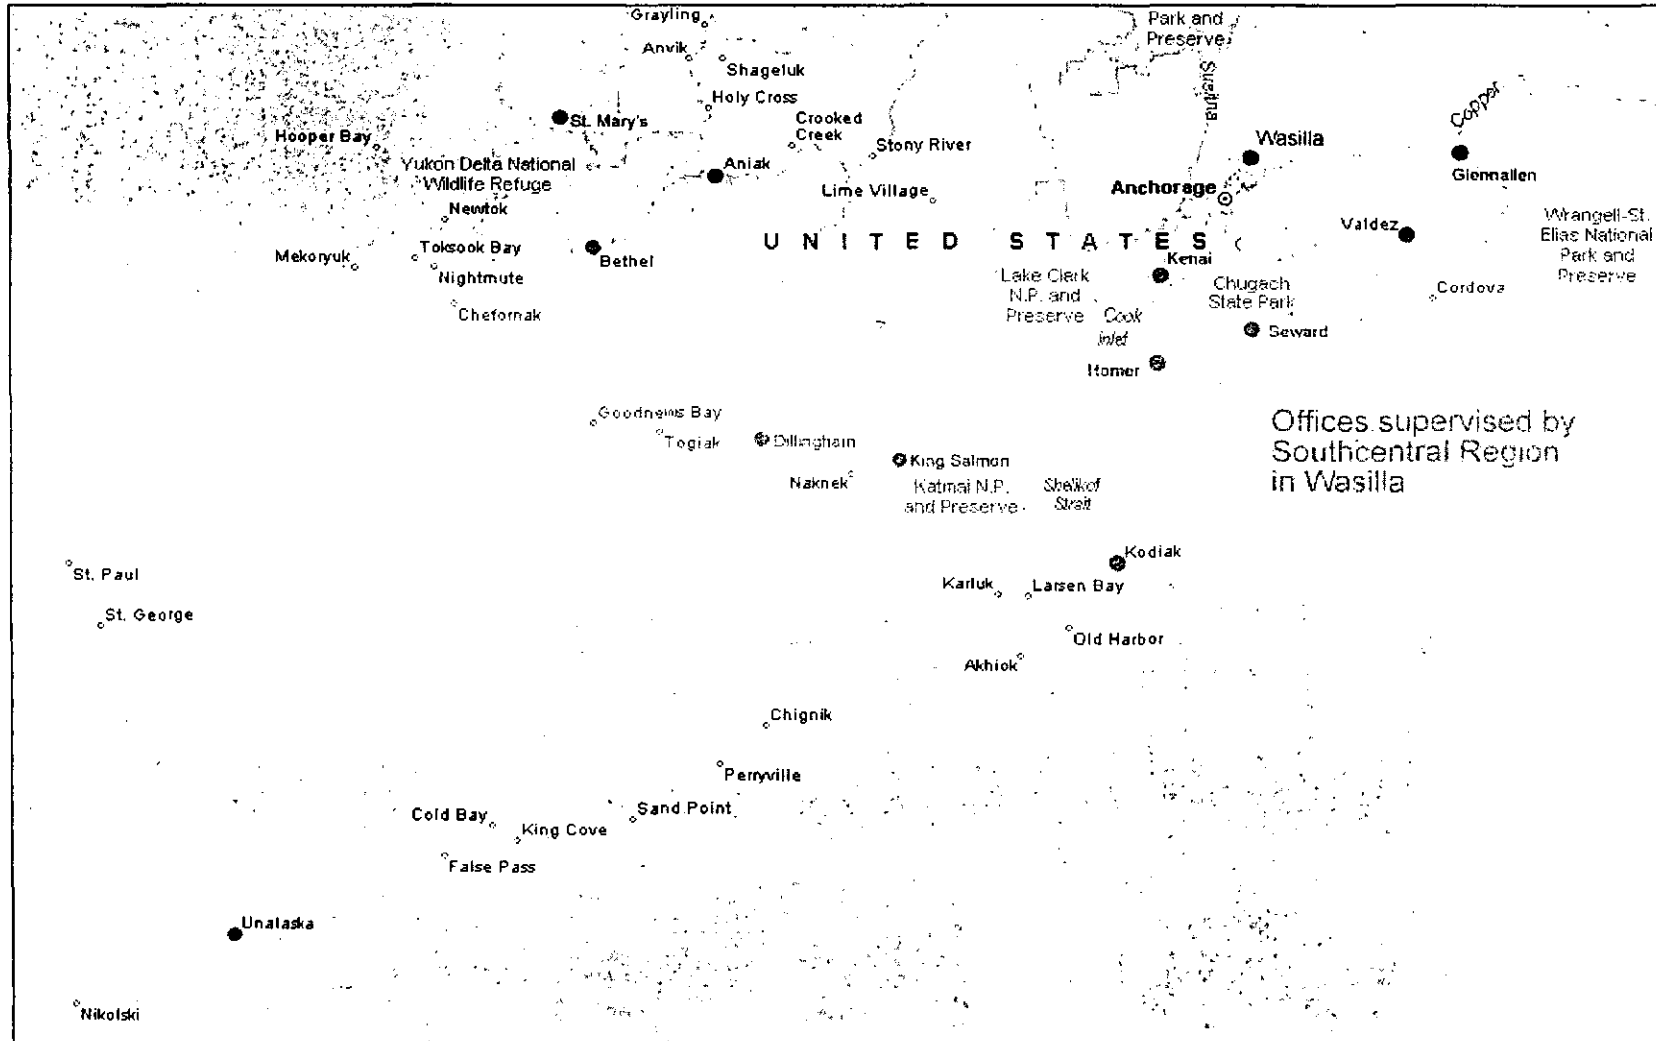 Grayling
Park and
Preserve
Anvik
Shageluk
Susitna
Holy Cross
Copper
St. Mary's
Crooked
Creek
Hooper Bay
Stony River
Wasilla
Yukon Delta National
Wildlife Refuge
Aniak
Glennallen
Lime Village
Anchorage
Newtok
Valdez
Wrangell-St.
Elias National
Park and
Preserve
UNITED STATES
Toksook Bay
Mekoryuk
Bethel
Kenai
Nightmute
Lake Clark
N.P. and
Preserve
Chugach
State Park
Cordova
Chefornak
Cook
Inlet
Seward
Homer
Goodnews Bay
Togiak
Dillingham
Offices supervised by
Southcentral Region
in Wasilla
King Salmon
Naknek
Katmai N.P.
and Preserve
Shelikof
Strait
Kodiak
St. Paul
Karluk
Larsen Bay
St. George
Old Harbor
Akhiok
Chignik
Perryville
Sand Point
Cold Bay
King Cove
False Pass
Unalaska
Nikolski